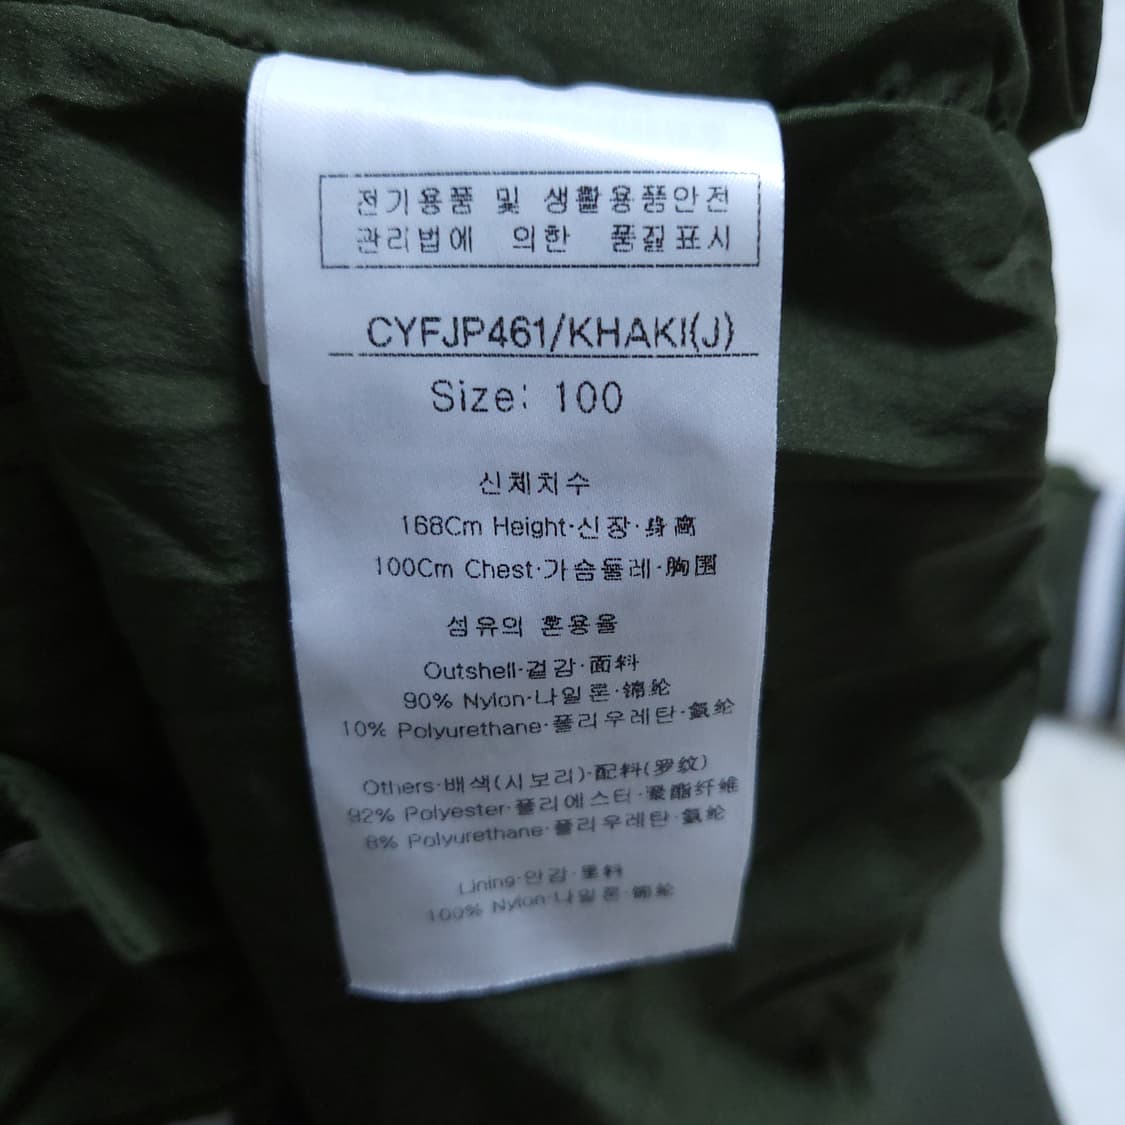 전기용품 및 생활용품안전
관리법에 의한 품질표시
CYFJP461/KHAKI(J)
Size: 100
신체치수
168Cm Height·신장·身高
100Cm Chest·가슴둘레·胸围
섬유의 혼용율
Outshell·겉감·面料
90% Nylon·나일론·锦纶
10% Polyurethane·폴리우레탄·氨纶
Others·배색(시보리)·配料(罗纹)
92% Polyester·폴리에스터·聚酯纤维
8% Polyurethane·폴리우레탄·氨纶
Lining·안감·里料
100% Nylon·나일론·锦纶